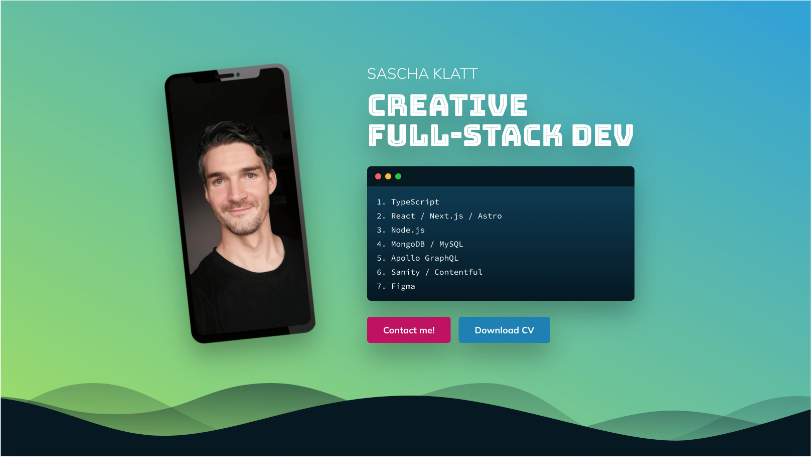 SASCHA KLATT
CREATIVE
FULL-STACK DEV
1. TypeScript
2. React / Next.js / Astro
3. Node.js
4. MongoDB / MySQL
5. Apollo GraphQL
6. Sanity / Contentful
7. Figma
Contact me! Download CV